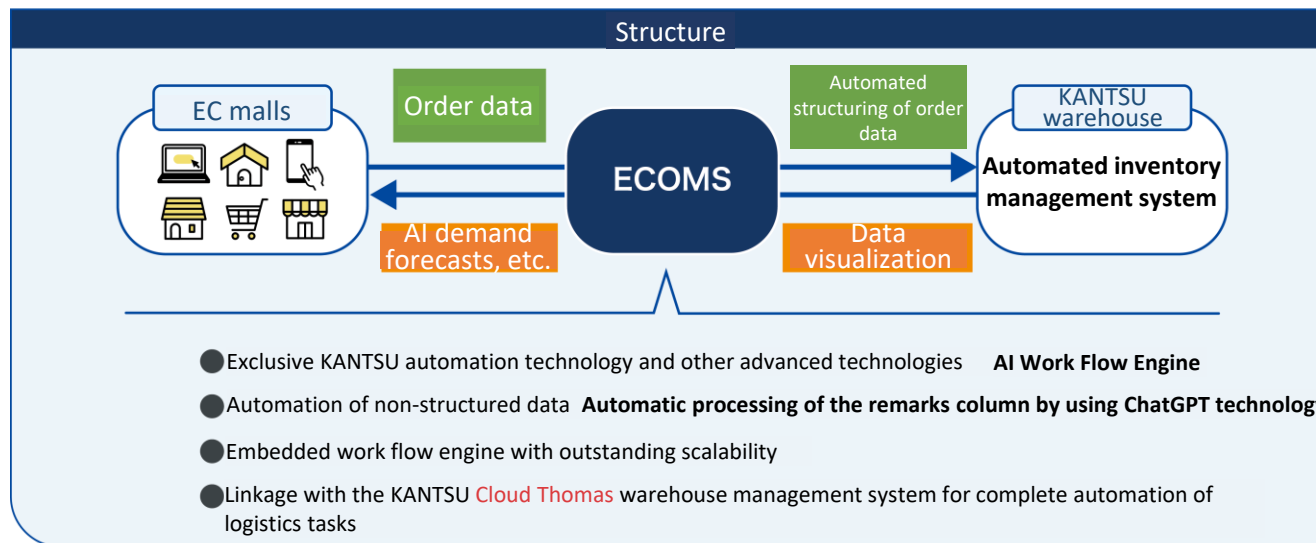 Structure
EC malls
Order data
Automated
structuring of order
data
KANTSU
warehouse
ECOMS
Automated inventory
management system
AI demand
forecasts, etc.
Data
visualization
Exclusive KANTSU automation technology and other advanced technologies AI Work Flow Engine
Automation of non-structured data Automatic processing of the remarks column by using ChatGPT technolog
Embedded work flow engine with outstanding scalability
Linkage with the KANTSU Cloud Thomas warehouse management system for complete automation of
logistics tasks